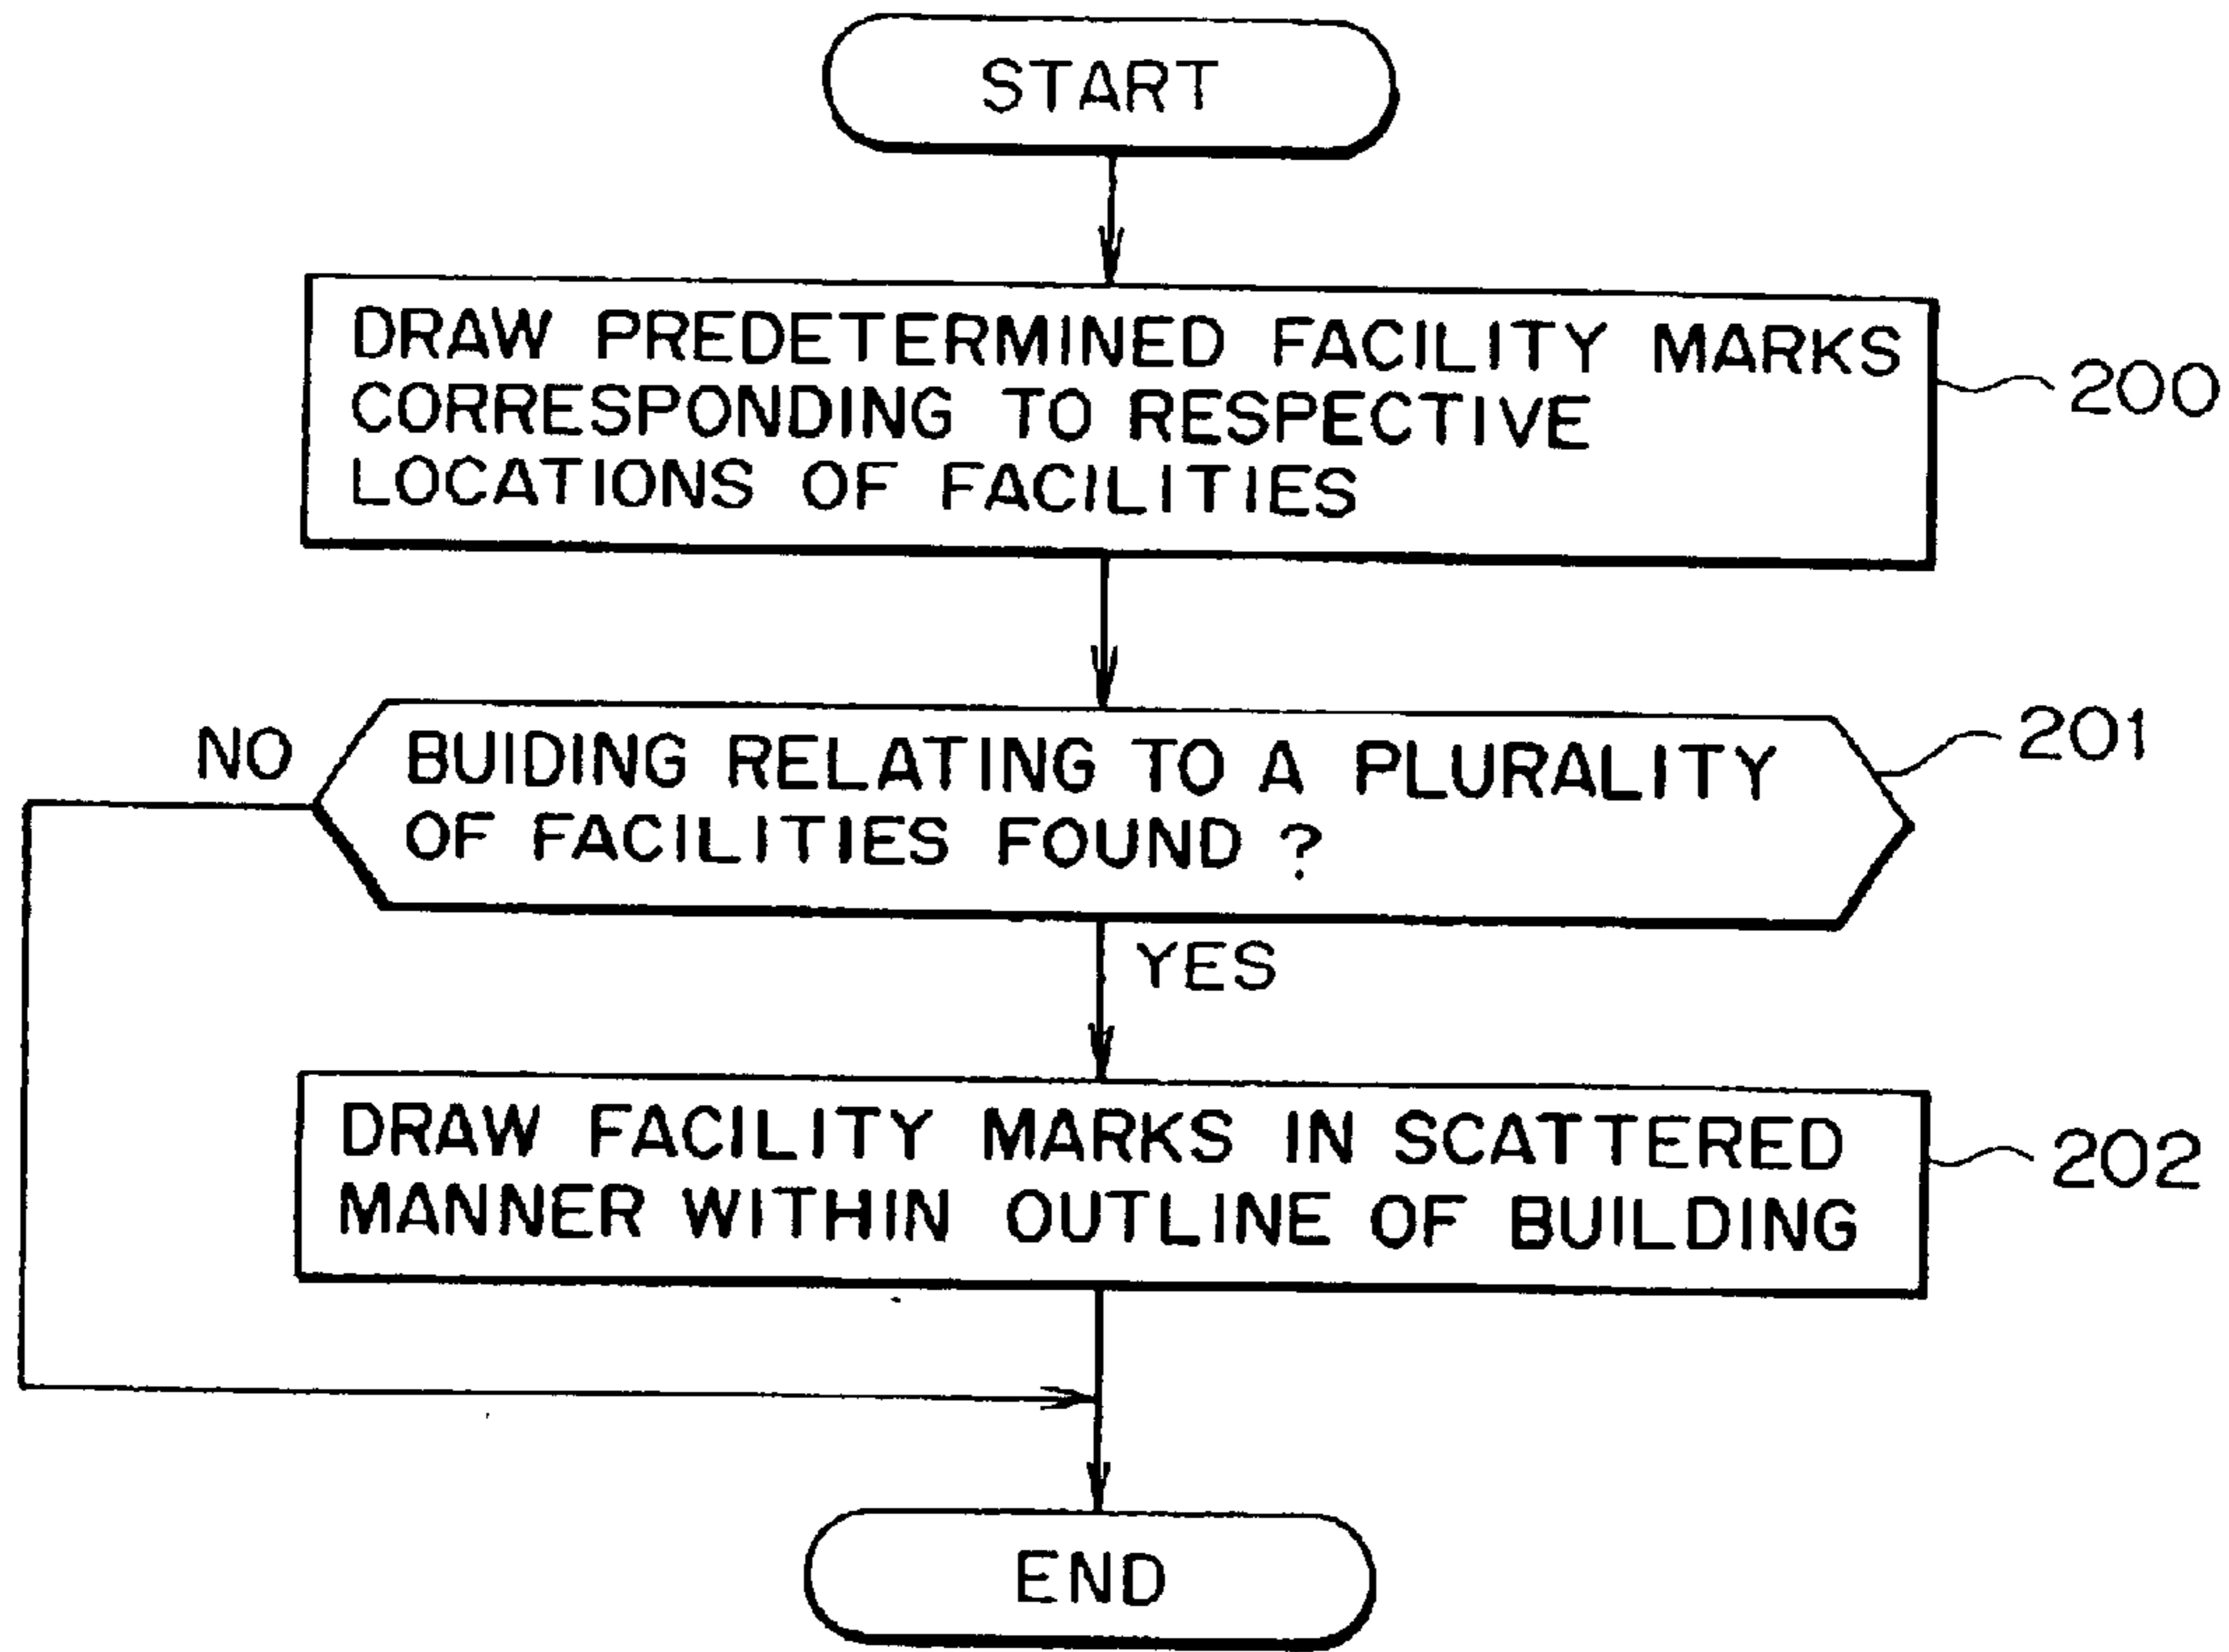 START
DRAW PREDETERMINED FACILITY MARKS
CORRESPONDING TO RESPECTIVE
LOCATIONS OF FACILITIES
200
NO
BUIDING RELATING TO A PLURALITY
OF FACILITIES FOUND ?
201
YES
DRAW FACILITY MARKS IN SCATTERED
MANNER WITHIN OUTLINE OF BUILDING
202
END